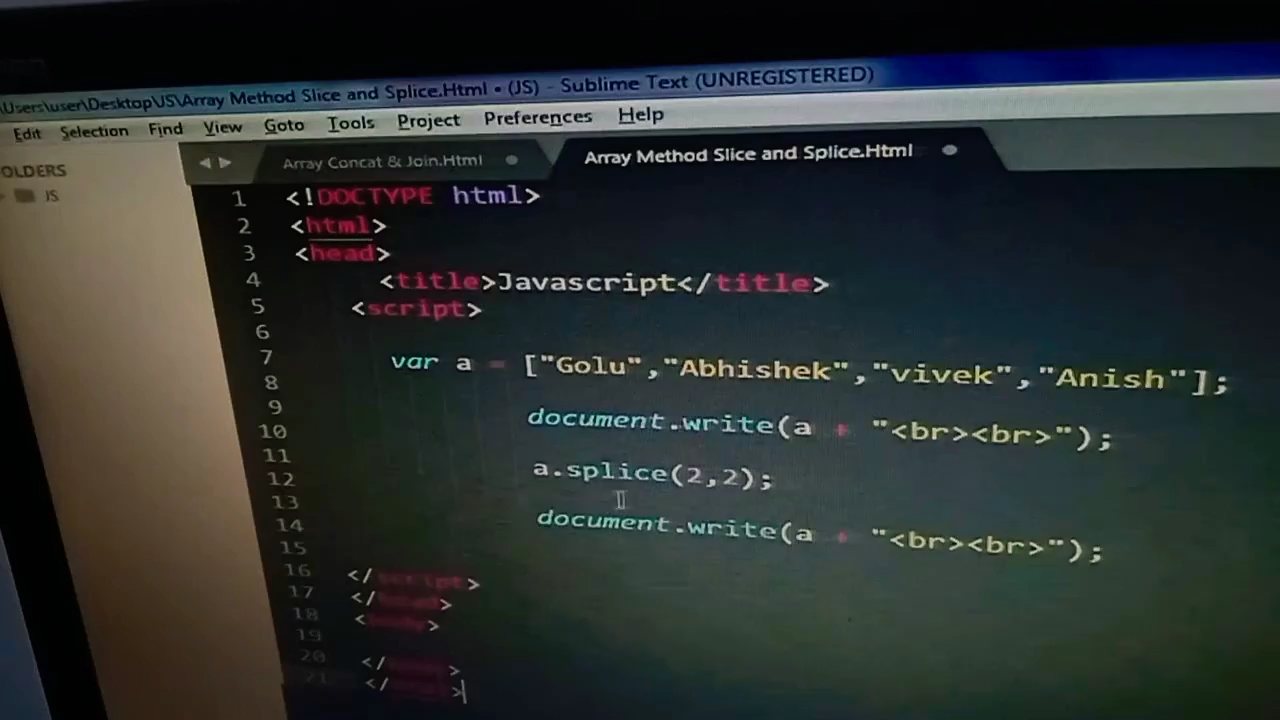 \Users\user\Desktop\JS\Array Method Slice and Splice.Html • (JS) - Sublime Text (UNREGISTERED)
Edit Selection Find View Goto Tools Project Preferences Help
OLDERS
JS
Array Concat & Join.Html
Array Method Slice and Splice.Html
1 <!DOCTYPE html>
2 <html>
3 <head>
4 <title>Javascript</title>
5 <script>
6
7 var a = ["Golu","Abhishek","vivek","Anish"];
8
9 document.write(a + "<br><br>");
10
11 a.splice(2,2);
12
13 document.write(a + "<br><br>");
14
15
16 </script>
17 </head>
18 <body>
19
20 </
21 </